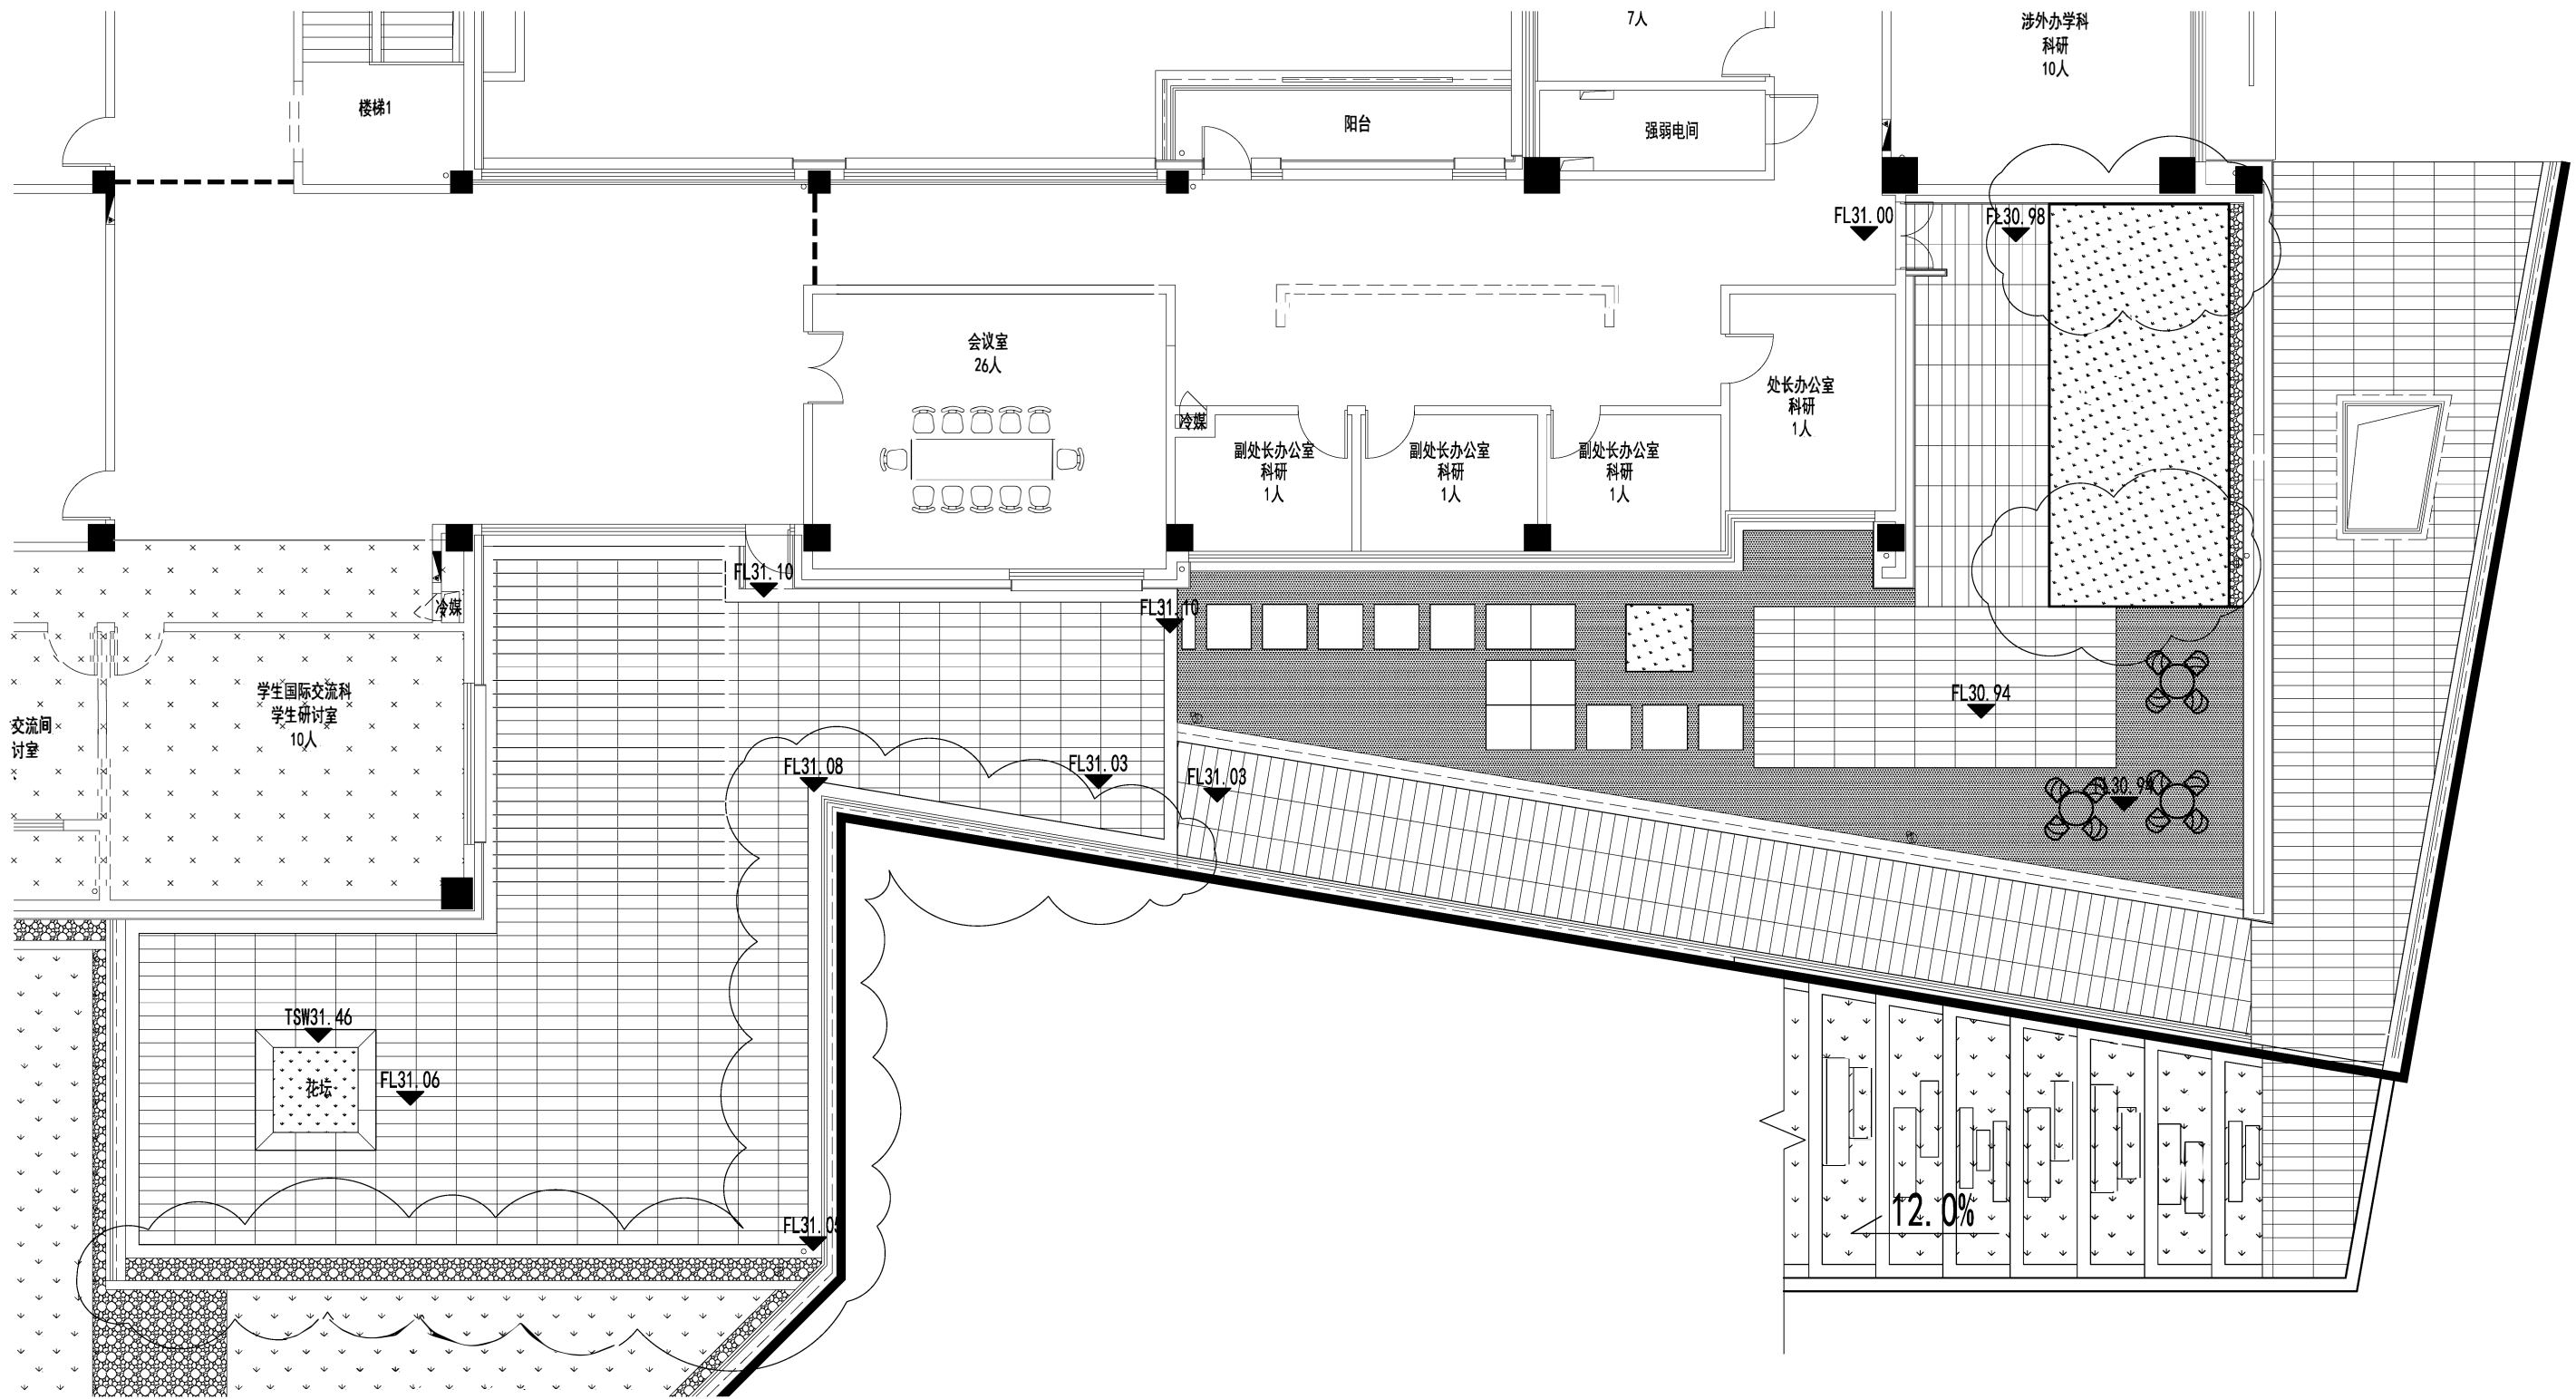 7人
涉外办学科
科研
10人
楼梯1
阳台
强弱电间
FL31.00
FL30.98
会议室
26人
处长办公室
科研
1人
冷媒
副处长办公室
科研
1人
副处长办公室
科研
1人
副处长办公室
科研
1人
FL31.10
FL31.10
冷媒
学生国际交流科
学生研讨室
10人
交流间
讨室
FL30.94
FL31.08
FL31.03
FL31.03
TSW31.46
花坛
FL31.06
12.0%
FL31.05